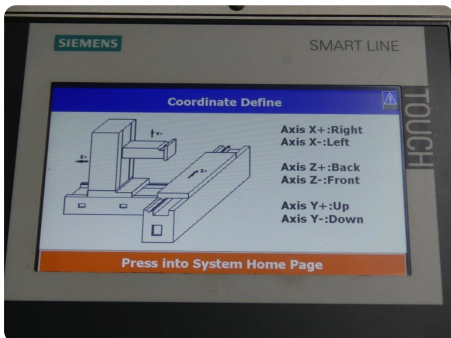 SIEMENS
SMART LINE
TOUCH
Coordinate Define
Axis X+:Right
Axis X-:Left
Axis Z+:Back
Axis Z-:Front
Axis Y+:Up
Axis Y-:Down
Press into System Home Page